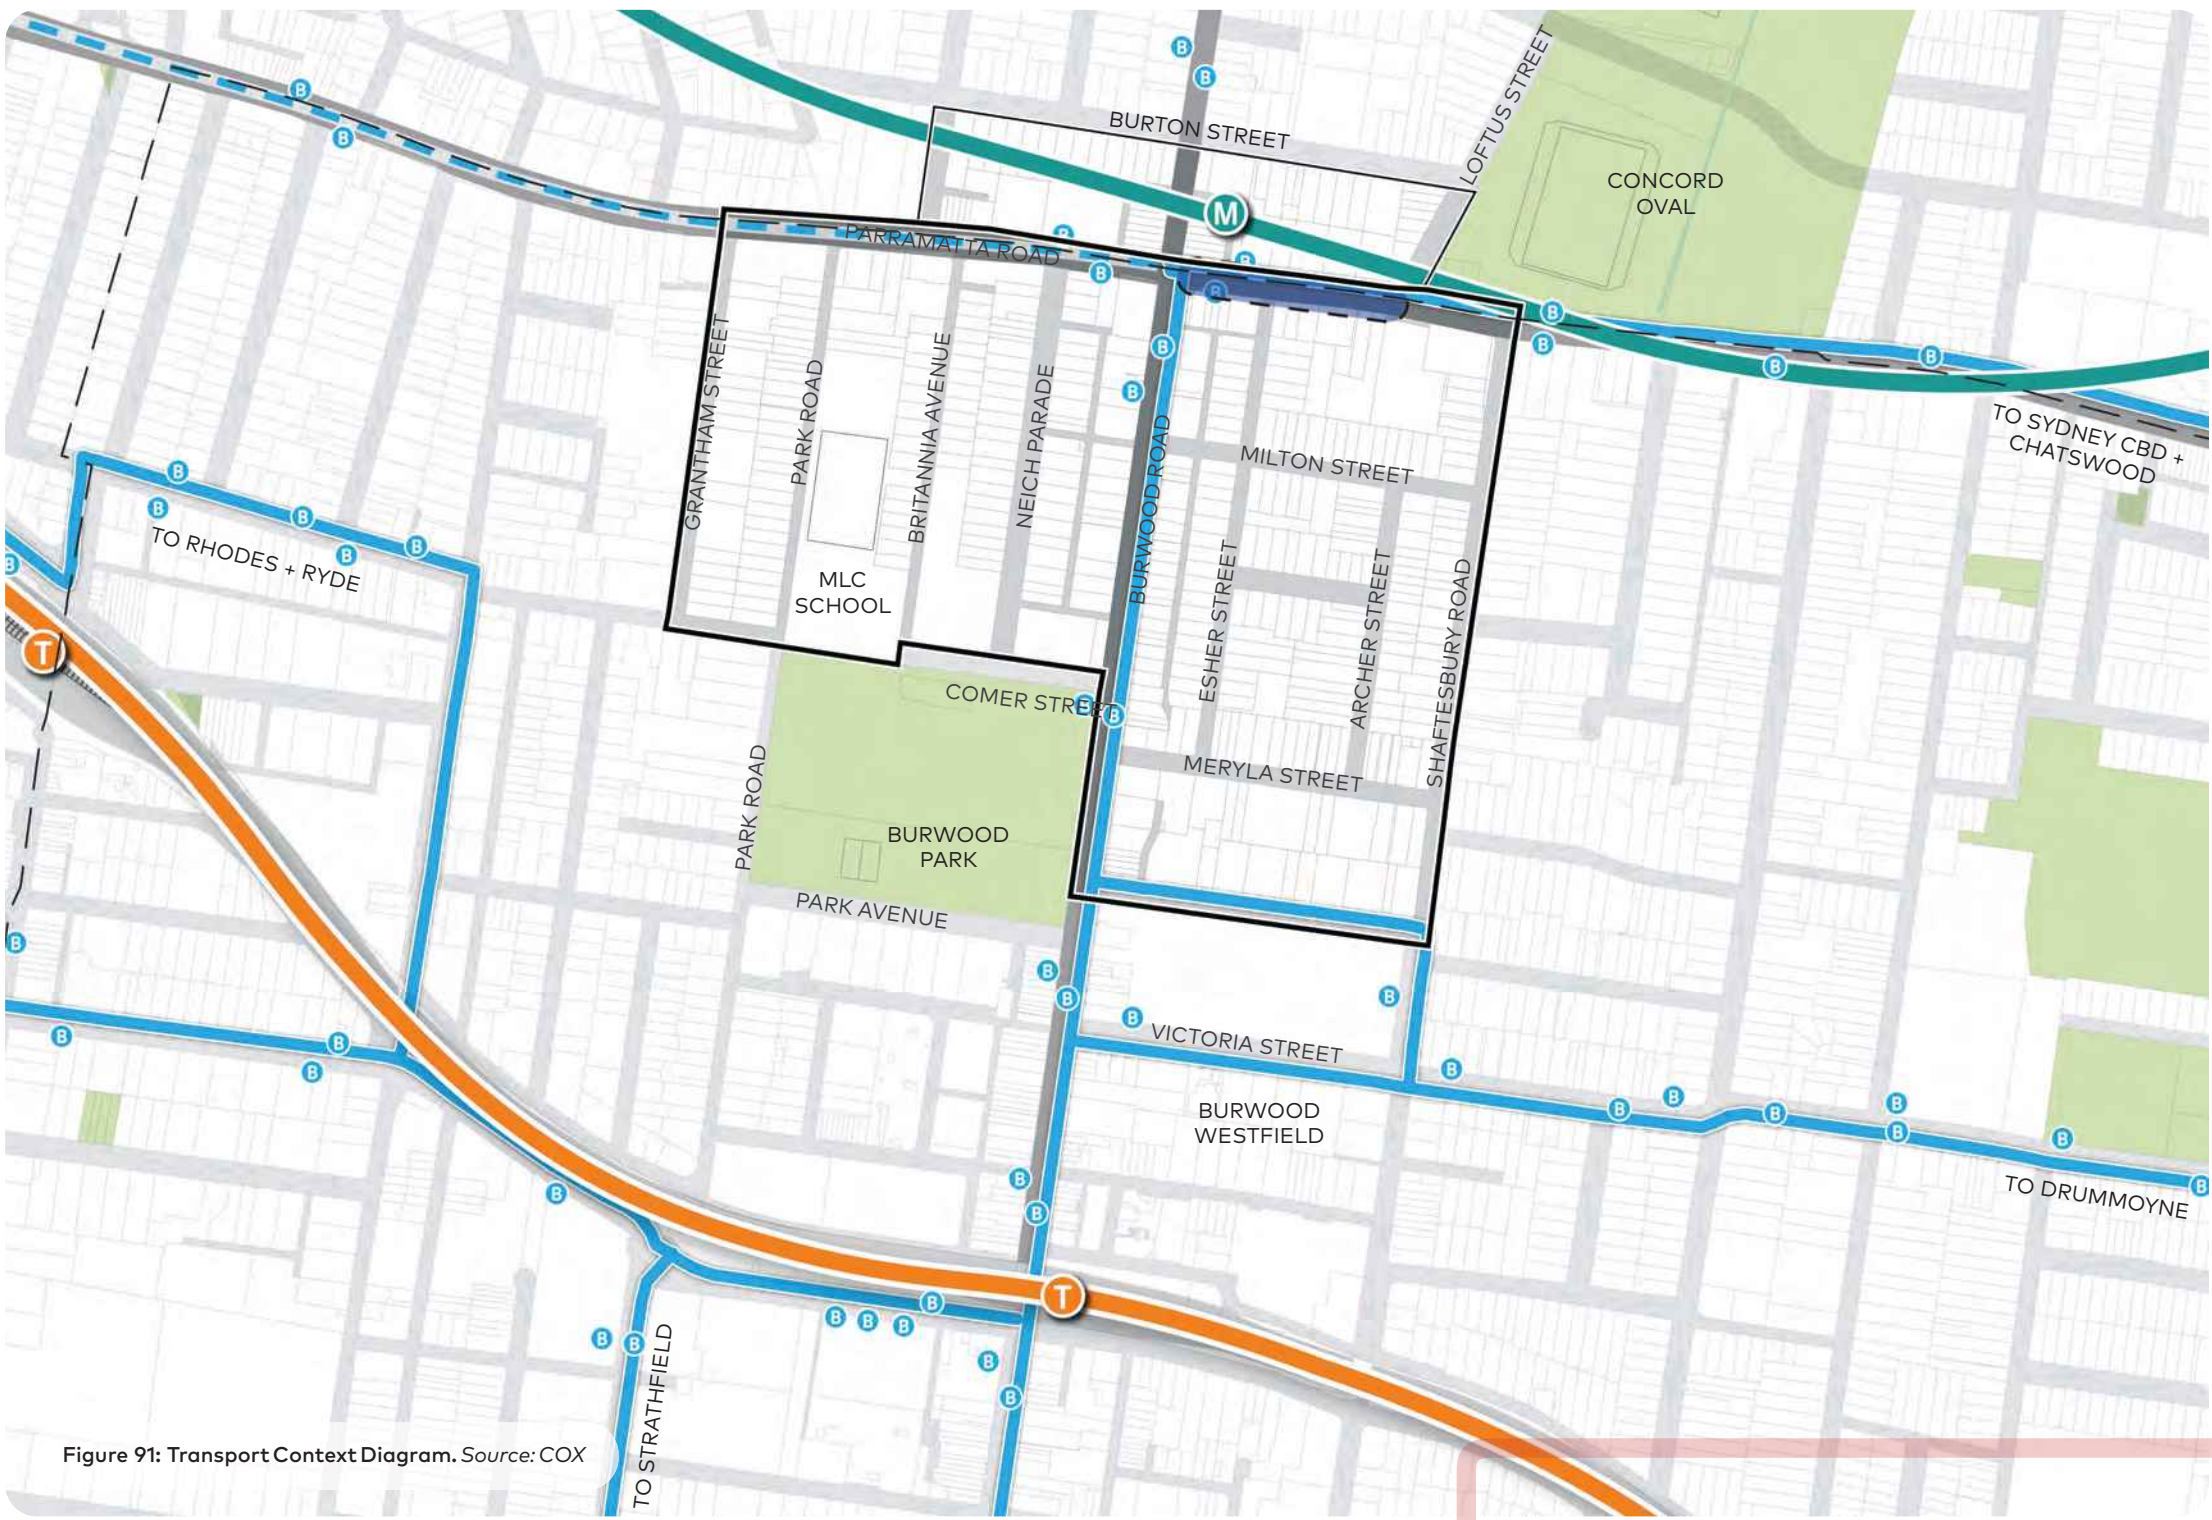 BURTON STREET
LOFTUS STREET
CONCORD
OVAL
M
PARRAMATTA ROAD
GRANTHAM STREET
PARK ROAD
BRITANNIA AVENUE
NEICH PARADE
BURWOOD ROAD
MILTON STREET
TO SYDNEY CBD +
CHATSWOOD
TO RHODES + RYDE
MLC
SCHOOL
ESHER STREET
ARCHER STREET
SHAFTESBURY ROAD
T
COMER STREET
MERYLA STREET
PARK ROAD
BURWOOD
PARK
PARK AVENUE
VICTORIA STREET
BURWOOD
WESTFIELD
TO DRUMMOYNE
T
TO STRATHFIELD
Figure 91: Transport Context Diagram. Source: COX